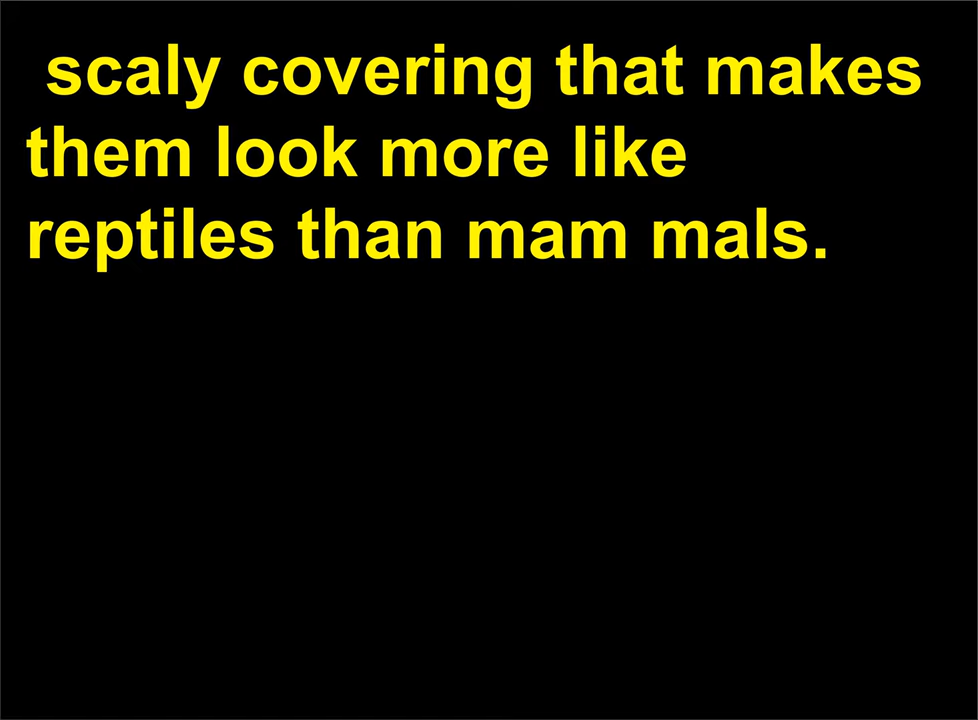 scaly covering that makes
them look more like
reptiles than mam mals.